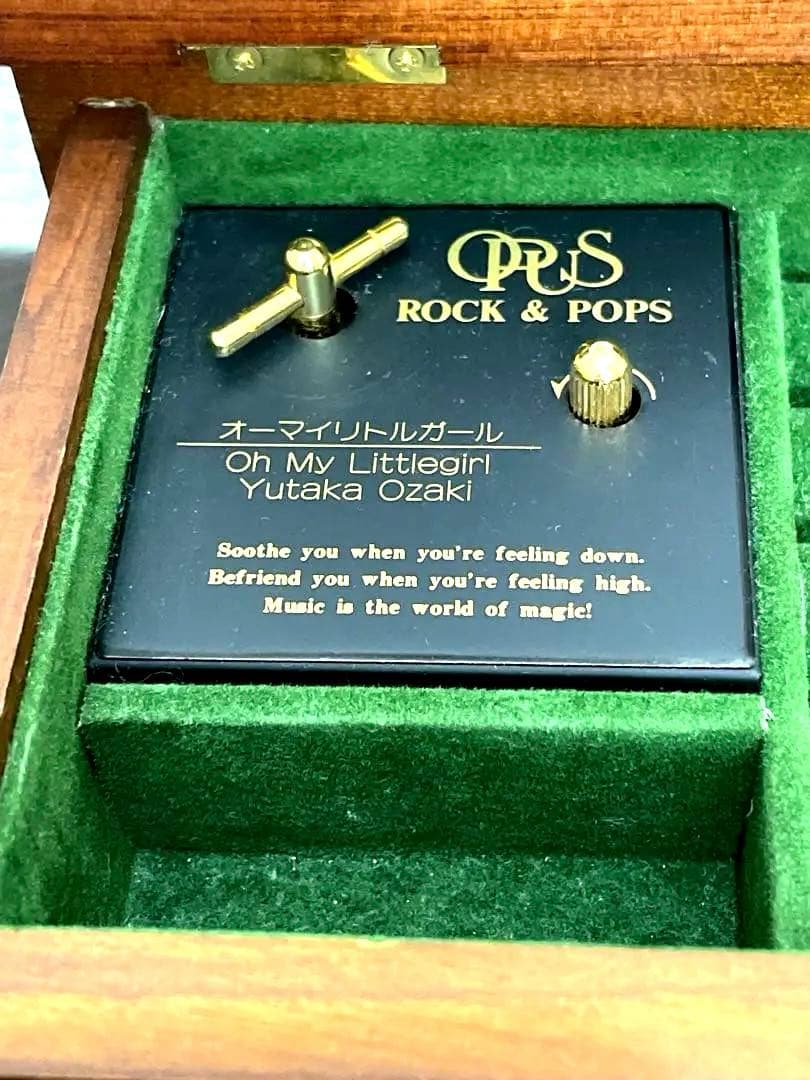 OPUS
ROCK & POPS
オーマイリトルガール
Oh My Littlegirl
Yutaka Ozaki
Soothe you when you're feeling down.
Befriend you when you're feeling high.
Music is the world of magic!